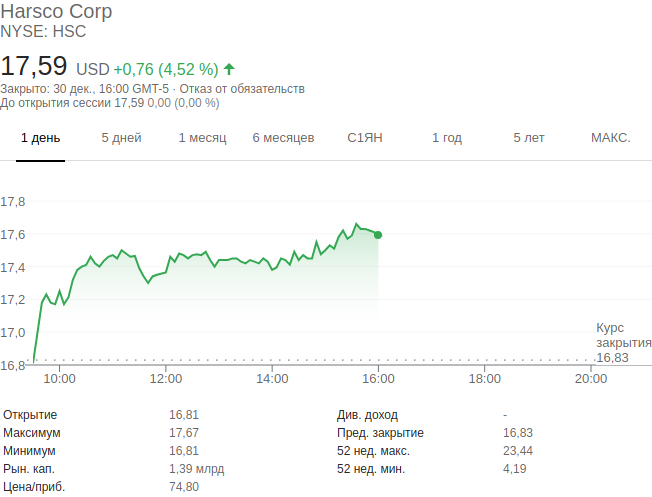 Harsco Corp
NYSE: HSC
17,59 USD +0,76 (4,52 %)
Закрыто: 30 дек., 16:00 GMT-5 · Отказ от обязательств
До открытия сессии 17,59 0,00 (0,00 %)
1 день 5 дней 1 месяц 6 месяцев С1ЯН 1 год 5 лет МАКС.
17,8
17,6
17,4
17,2
17,0
16,8
Курс
закрытия
16,83
10:00 12:00 14:00 16:00 18:00 20:00
Открытие 16,81 Див. доход -
Максимум 17,67 Пред. закрытие 16,83
Минимум 16,81 52 нед. макс. 23,44
Рын. кап. 1,39 млрд 52 нед. мин. 4,19
Цена/приб. 74,80